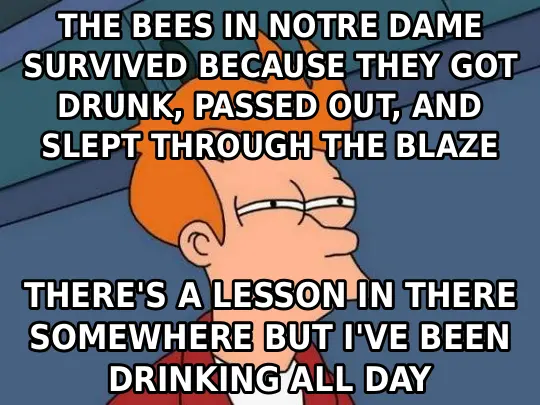 THE BEES IN NOTRE DAME
SURVIVED BECAUSE THEY GOT
DRUNK, PASSED OUT, AND
SLEPT THROUGH THE BLAZE
THERE'S A LESSON IN THERE
SOMEWHERE BUT I'VE BEEN
DRINKING ALL DAY